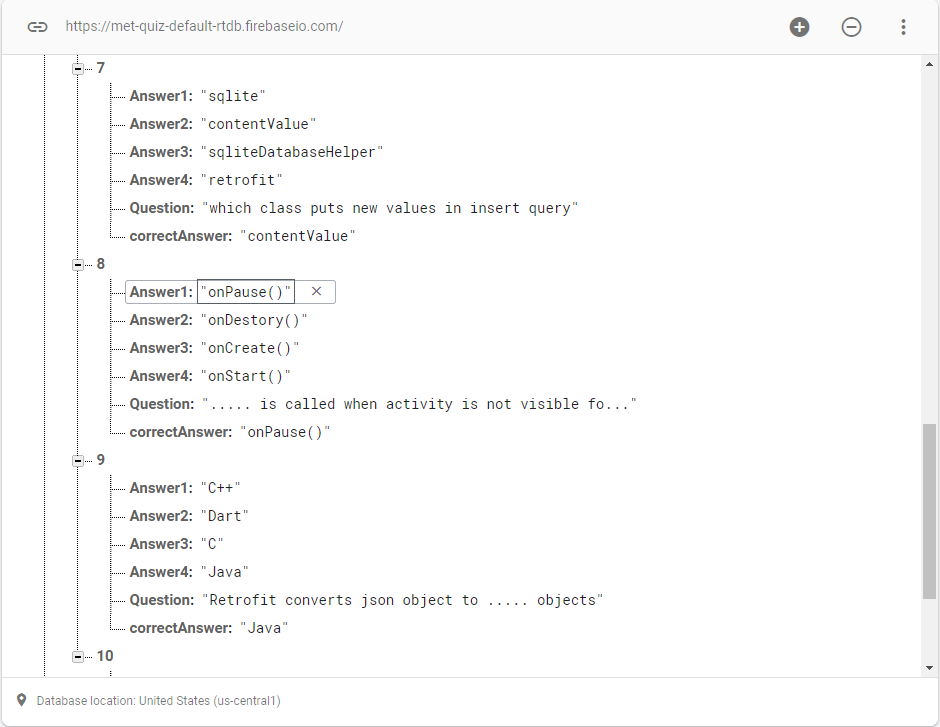 https://met-quiz-default-rtdb.firebaseio.com/
7
Answer1: "sqlite"
Answer2: "contentValue"
Answer3: "sqliteDatabaseHelper"
Answer4: "retrofit"
Question: "which class puts new values in insert query"
correctAnswer: "contentValue"
8
Answer1: "onPause()" ×
Answer2: "onDestory()"
Answer3: "onCreate()"
Answer4: "onStart()"
Question: "..... is called when activity is not visible fo..."
correctAnswer: "onPause()"
9
Answer1: "C++"
Answer2: "Dart"
Answer3: "C"
Answer4: "Java"
Question: "Retrofit converts json object to ..... objects"
correctAnswer: "Java"
10
Database location: United States (us-central1)